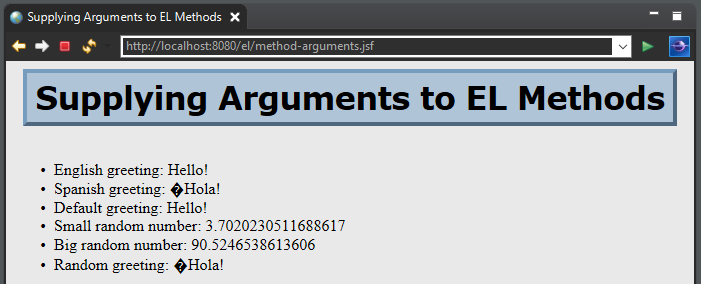 Supplying Arguments to EL Methods
http://localhost:8080/el/method-arguments.jsf
Supplying Arguments to EL Methods
• English greeting: Hello!
• Spanish greeting: �Hola!
• Default greeting: Hello!
• Small random number: 3.7020230511688617
• Big random number: 90.5246538613606
• Random greeting: �Hola!